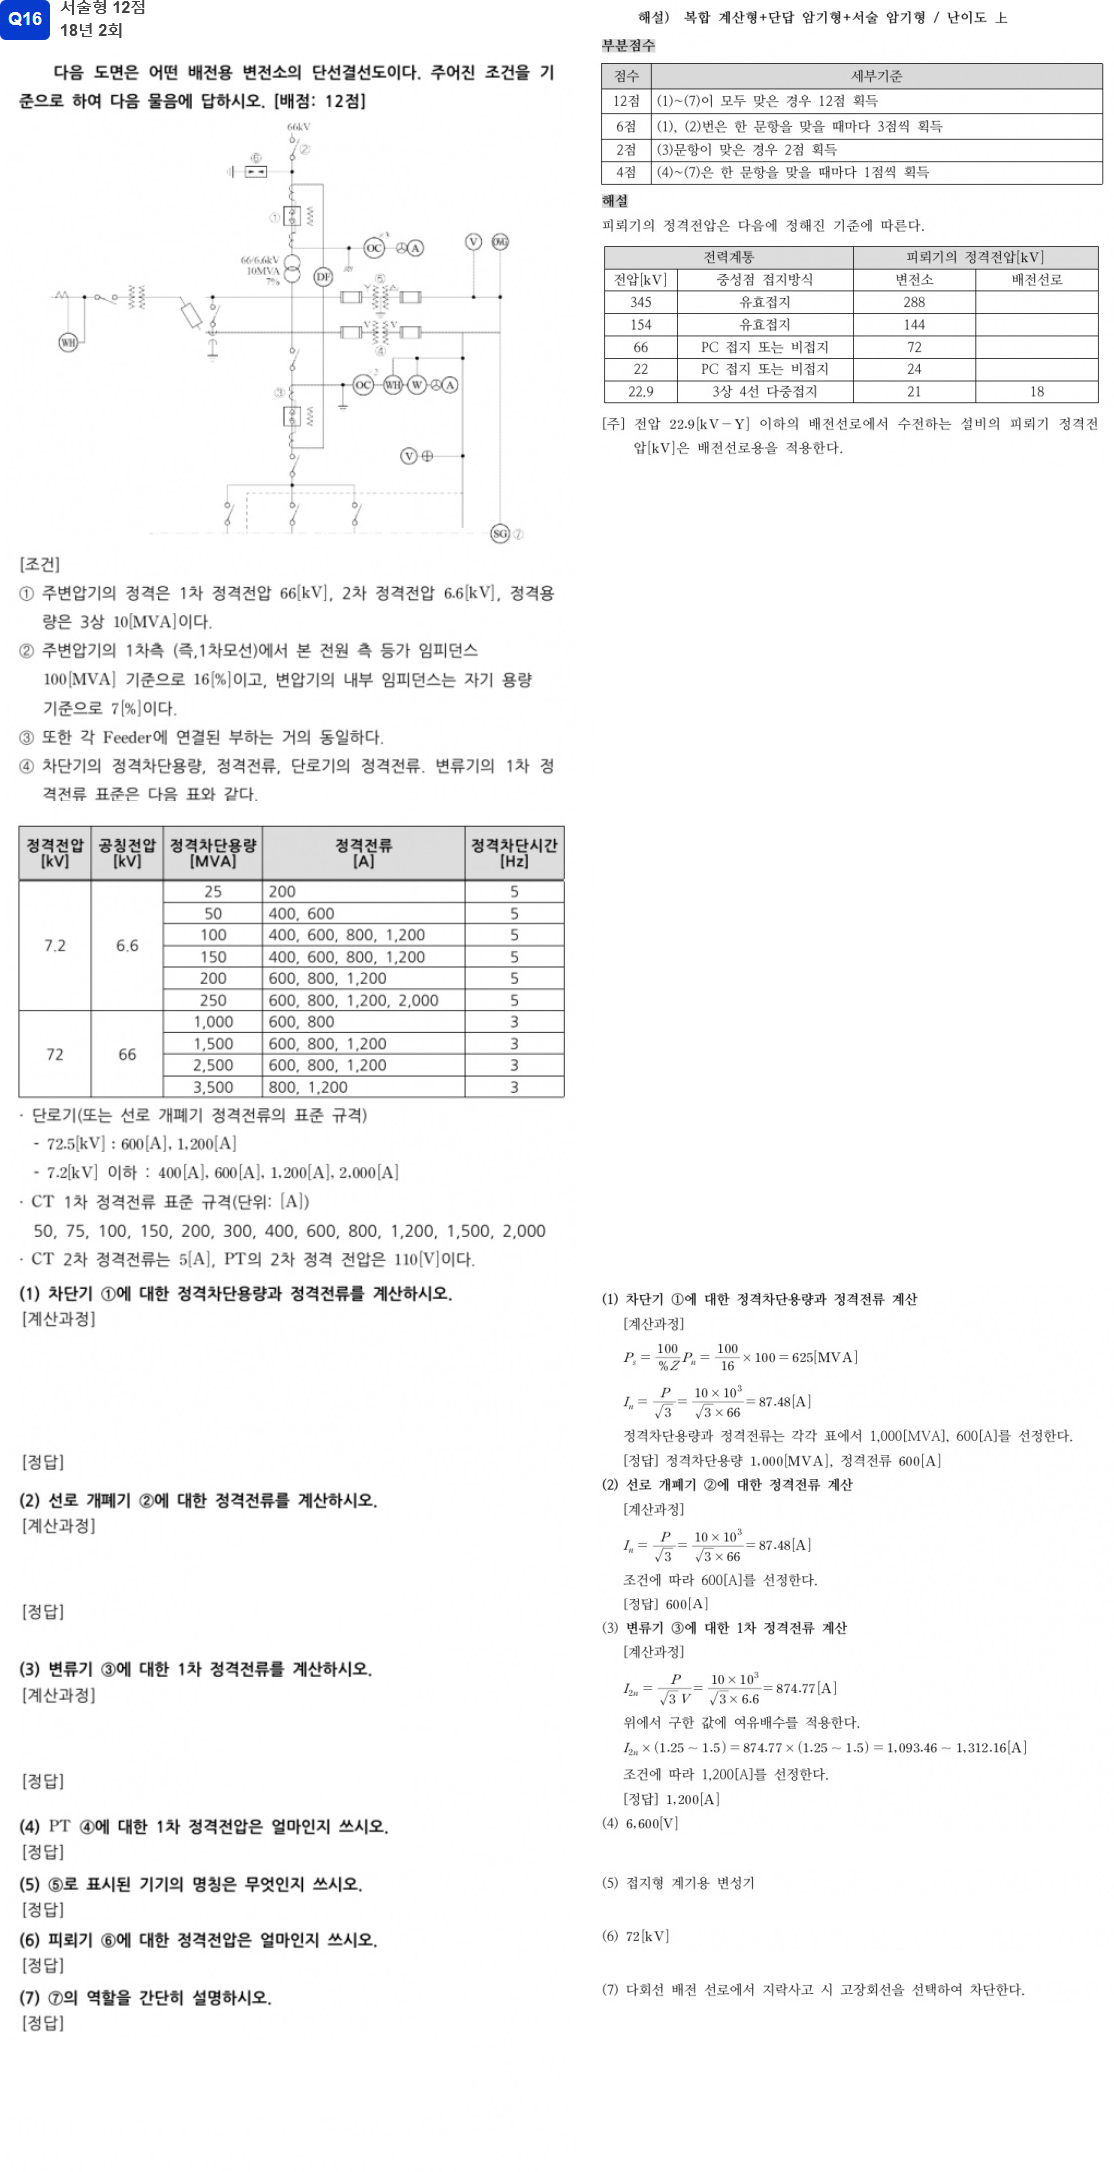 Q16
서술형 12점
18년 2회
다음 도면은 어떤 배전용 변전소의 단선결선도이다. 주어진 조건을 기
준으로 하여 다음 물음에 답하시오. [배점: 12점]
66kV
②
⑥
①
OC
A
V
OVG
66/6.6kV
10MVA
7%
DF
⑤
WH
④
③
OC
WH
W
A
V
SG ⑦
[조건]
① 주변압기의 정격은 1차 정격전압 66[kV], 2차 정격전압 6.6[kV], 정격용
량은 3상 10[MVA]이다.
② 주변압기의 1차측 (즉,1차모선)에서 본 전원 측 등가 임피던스
100[MVA] 기준으로 16[%]이고, 변압기의 내부 임피던스는 자기 용량
기준으로 7[%]이다.
③ 또한 각 Feeder에 연결된 부하는 거의 동일하다.
④ 차단기의 정격차단용량, 정격전류, 단로기의 정격전류. 변류기의 1차 정
격전류 표준은 다음 표와 같다.
정격전압 [kV] 공칭전압 [kV] 정격차단용량 [MVA] 정격전류 [A] 정격차단시간 [Hz]
7.2 6.6 25 200 5
50 400, 600 5
100 400, 600, 800, 1,200 5
150 400, 600, 800, 1,200 5
200 600, 800, 1,200 5
250 600, 800, 1,200, 2,000 5
72 66 1,000 600, 800 3
1,500 600, 800, 1,200 3
2,500 600, 800, 1,200 3
3,500 800, 1,200 3
· 단로기(또는 선로 개폐기 정격전류의 표준 규격)
- 72.5[kV] : 600[A], 1,200[A]
- 7.2[kV] 이하 : 400[A], 600[A], 1,200[A], 2,000[A]
· CT 1차 정격전류 표준 규격(단위: [A])
50, 75, 100, 150, 200, 300, 400, 600, 800, 1,200, 1,500, 2,000
· CT 2차 정격전류는 5[A], PT의 2차 정격 전압은 110[V]이다.
(1) 차단기 ①에 대한 정격차단용량과 정격전류를 계산하시오.
[계산과정]
[정답]
(2) 선로 개폐기 ②에 대한 정격전류를 계산하시오.
[계산과정]
[정답]
(3) 변류기 ③에 대한 1차 정격전류를 계산하시오.
[계산과정]
[정답]
(4) PT ④에 대한 1차 정격전압은 얼마인지 쓰시오.
[정답]
(5) ⑤로 표시된 기기의 명칭은 무엇인지 쓰시오.
[정답]
(6) 피뢰기 ⑥에 대한 정격전압은 얼마인지 쓰시오.
[정답]
(7) ⑦의 역할을 간단히 설명하시오.
[정답]
해설) 복합 계산형+단답 암기형+서술 암기형 / 난이도 上
부분점수
점수 세부기준
12점 (1)~(7)이 모두 맞은 경우 12점 획득
6점 (1), (2)번은 한 문항을 맞을 때마다 3점씩 획득
2점 (3)문항이 맞은 경우 2점 획득
4점 (4)~(7)은 한 문항을 맞을 때마다 1점씩 획득
해설
피뢰기의 정격전압은 다음에 정해진 기준에 따른다.
전력계통 피뢰기의 정격전압[kV]
전압[kV] 중성점 접지방식 변전소 배전선로
345 유효접지 288
154 유효접지 144
66 PC 접지 또는 비접지 72
22 PC 접지 또는 비접지 24
22.9 3상 4선 다중접지 21 18
[주] 전압 22.9[kV-Y] 이하의 배전선로에서 수전하는 설비의 피뢰기 정격전
압[kV]은 배전선로용을 적용한다.
(1) 차단기 ①에 대한 정격차단용량과 정격전류 계산
[계산과정]
Ps = 100/%Z Pn = 100/16 × 100 = 625[MVA]
In = P/√3 = 10×10³/√3×66 = 87.48[A]
정격차단용량과 정격전류는 각각 표에서 1,000[MVA], 600[A]를 선정한다.
[정답] 정격차단용량 1,000[MVA], 정격전류 600[A]
(2) 선로 개폐기 ②에 대한 정격전류 계산
[계산과정]
In = P/√3 = 10×10³/√3×66 = 87.48[A]
조건에 따라 600[A]를 선정한다.
[정답] 600[A]
(3) 변류기 ③에 대한 1차 정격전류 계산
[계산과정]
I2n = P/√3 V = 10×10³/√3×6.6 = 874.77[A]
위에서 구한 값에 여유배수를 적용한다.
I2n × (1.25 ~ 1.5) = 874.77 × (1.25 ~ 1.5) = 1,093.46 ~ 1,312.16[A]
조건에 따라 1,200[A]를 선정한다.
[정답] 1,200[A]
(4) 6,600[V]
(5) 접지형 계기용 변성기
(6) 72[kV]
(7) 다회선 배전 선로에서 지락사고 시 고장회선을 선택하여 차단한다.